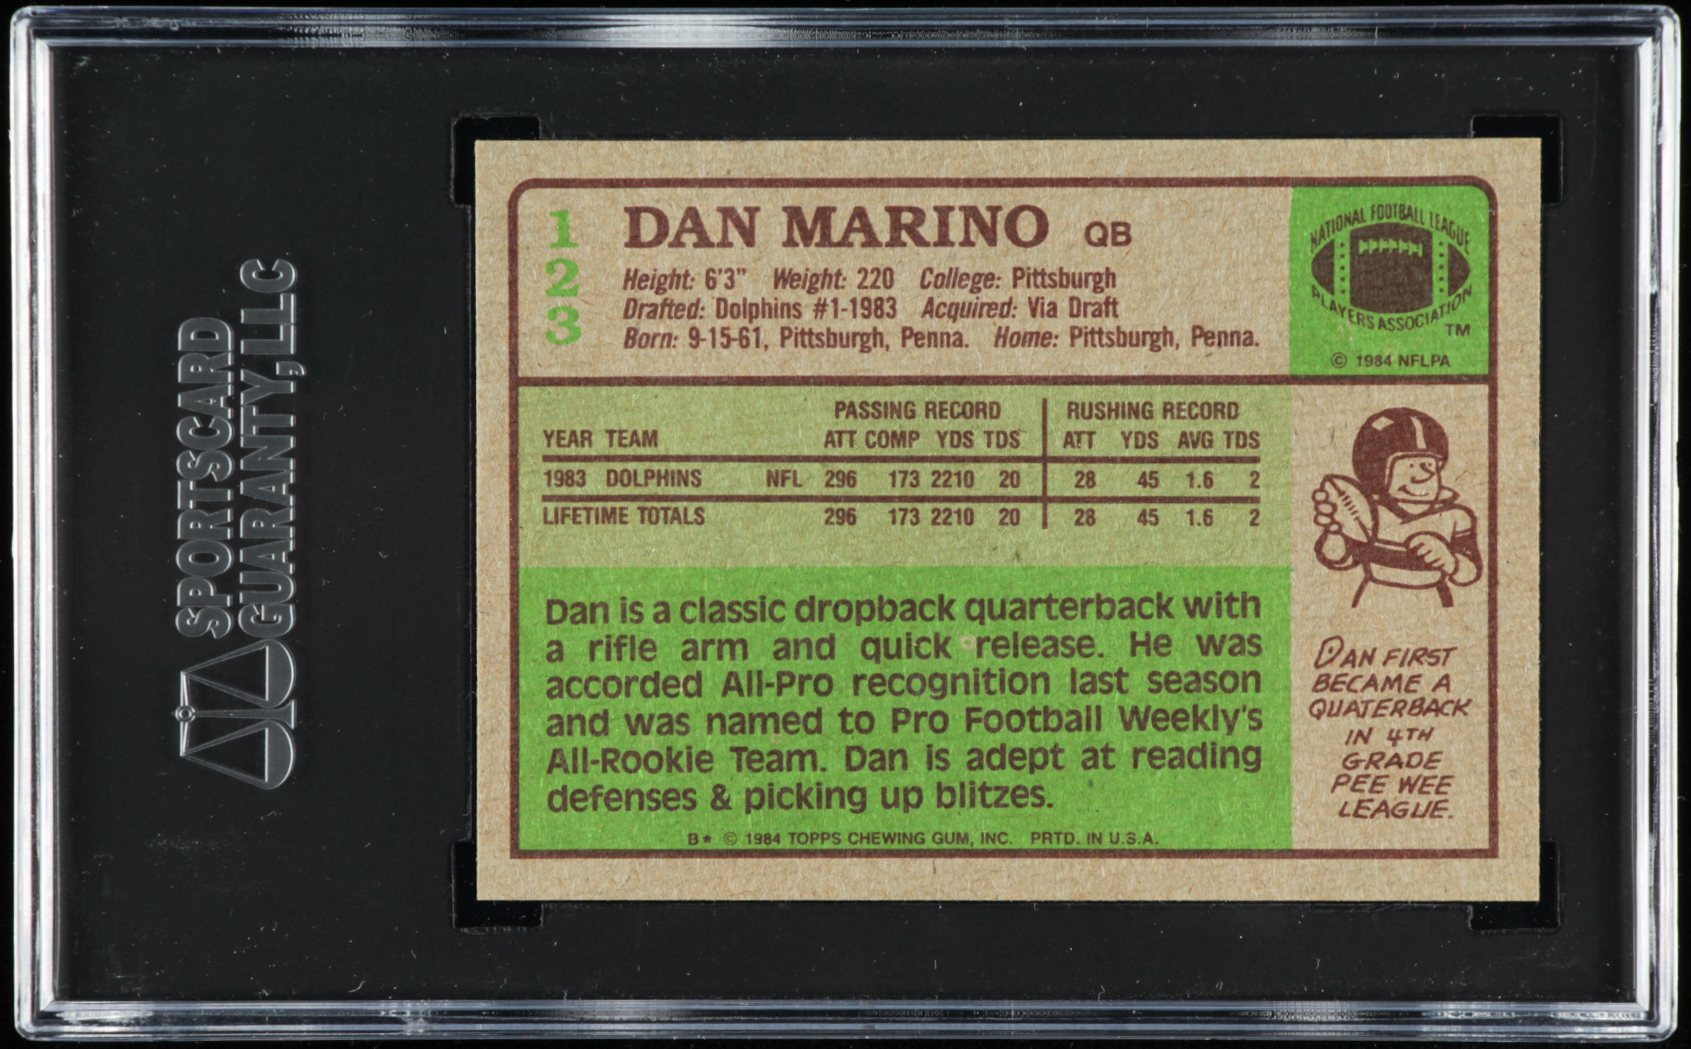 SPORTSCARD
GUARANTY, LLC
1
2
3
DAN MARINO QB
Height: 6'3" Weight: 220 College: Pittsburgh
Drafted: Dolphins #1-1983 Acquired: Via Draft
Born: 9-15-61, Pittsburgh, Penna. Home: Pittsburgh, Penna.
NATIONAL FOOTBALL LEAGUE
PLAYERS ASSOCIATION
TM
© 1984 NFLPA
PASSING RECORD RUSHING RECORD
YEAR TEAM ATT COMP YDS TDS ATT YDS AVG TDS
1983 DOLPHINS NFL 296 173 2210 20 28 45 1.6 2
LIFETIME TOTALS 296 173 2210 20 28 45 1.6 2
Dan is a classic dropback quarterback with
a rifle arm and quick release. He was
accorded All-Pro recognition last season
and was named to Pro Football Weekly's
All-Rookie Team. Dan is adept at reading
defenses & picking up blitzes.
DAN FIRST
BECAME A
QUATERBACK
IN 4TH
GRADE
PEE WEE
LEAGUE.
B* © 1984 TOPPS CHEWING GUM, INC. PRTD. IN U.S.A.